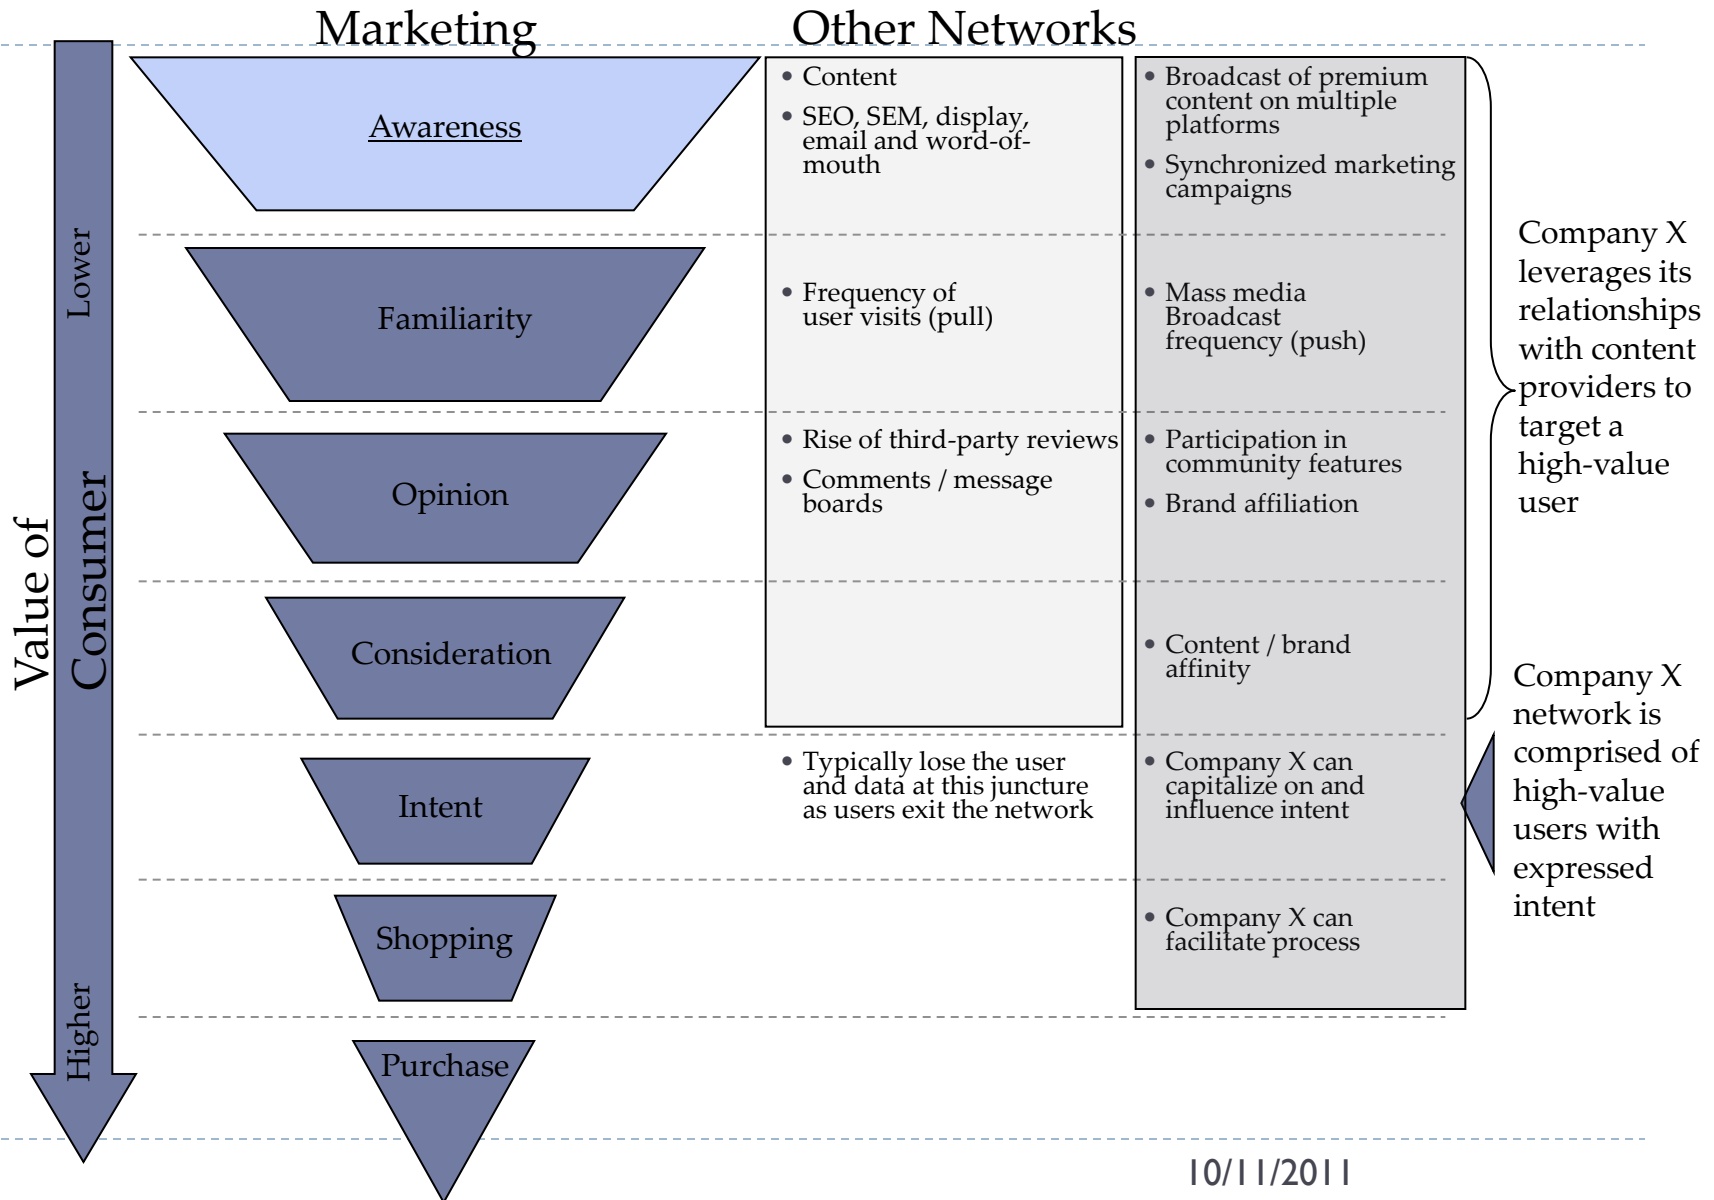 Marketing
Other Networks
Value of
Consumer
Lower
Higher
Awareness
• Content
• SEO, SEM, display,
email and word-of-
mouth
• Broadcast of premium
content on multiple
platforms
• Synchronized marketing
campaigns
Familiarity
• Frequency of
user visits (pull)
• Mass media
Broadcast
frequency (push)
Opinion
• Rise of third-party reviews
• Comments / message
boards
• Participation in
community features
• Brand affiliation
Consideration
• Content / brand
affinity
Company X
leverages its
relationships
with content
providers to
target a
high-value
user
Intent
• Typically lose the user
and data at this juncture
as users exit the network
• Company X can
capitalize on and
influence intent
Company X
network is
comprised of
high-value
users with
expressed
intent
Shopping
• Company X can
facilitate process
Purchase
10/11/2011